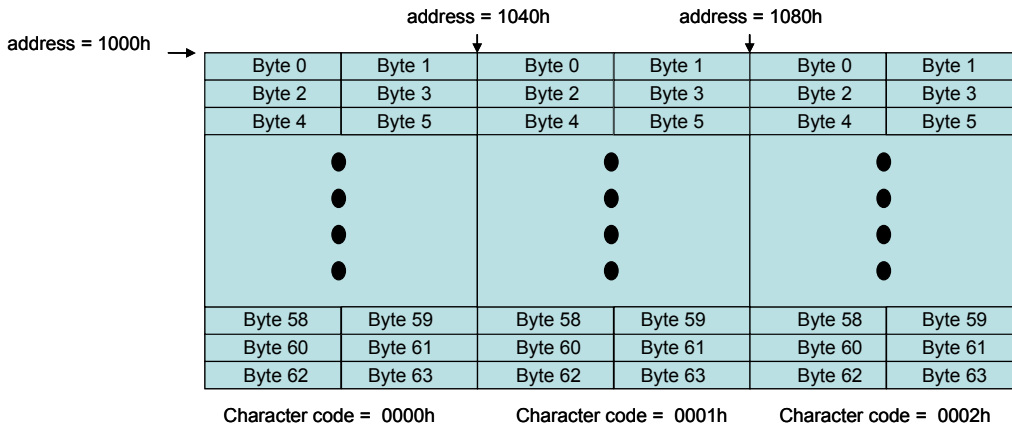 address = 1040h address = 1080h
address = 1000h
Byte 0 Byte 1 Byte 0 Byte 1 Byte 0 Byte 1
Byte 2 Byte 3 Byte 2 Byte 3 Byte 2 Byte 3
Byte 4 Byte 5 Byte 4 Byte 5 Byte 4 Byte 5
Byte 58 Byte 59 Byte 58 Byte 59 Byte 58 Byte 59
Byte 60 Byte 61 Byte 60 Byte 61 Byte 60 Byte 61
Byte 62 Byte 63 Byte 62 Byte 63 Byte 62 Byte 63
Character code = 0000h Character code = 0001h Character code = 0002h